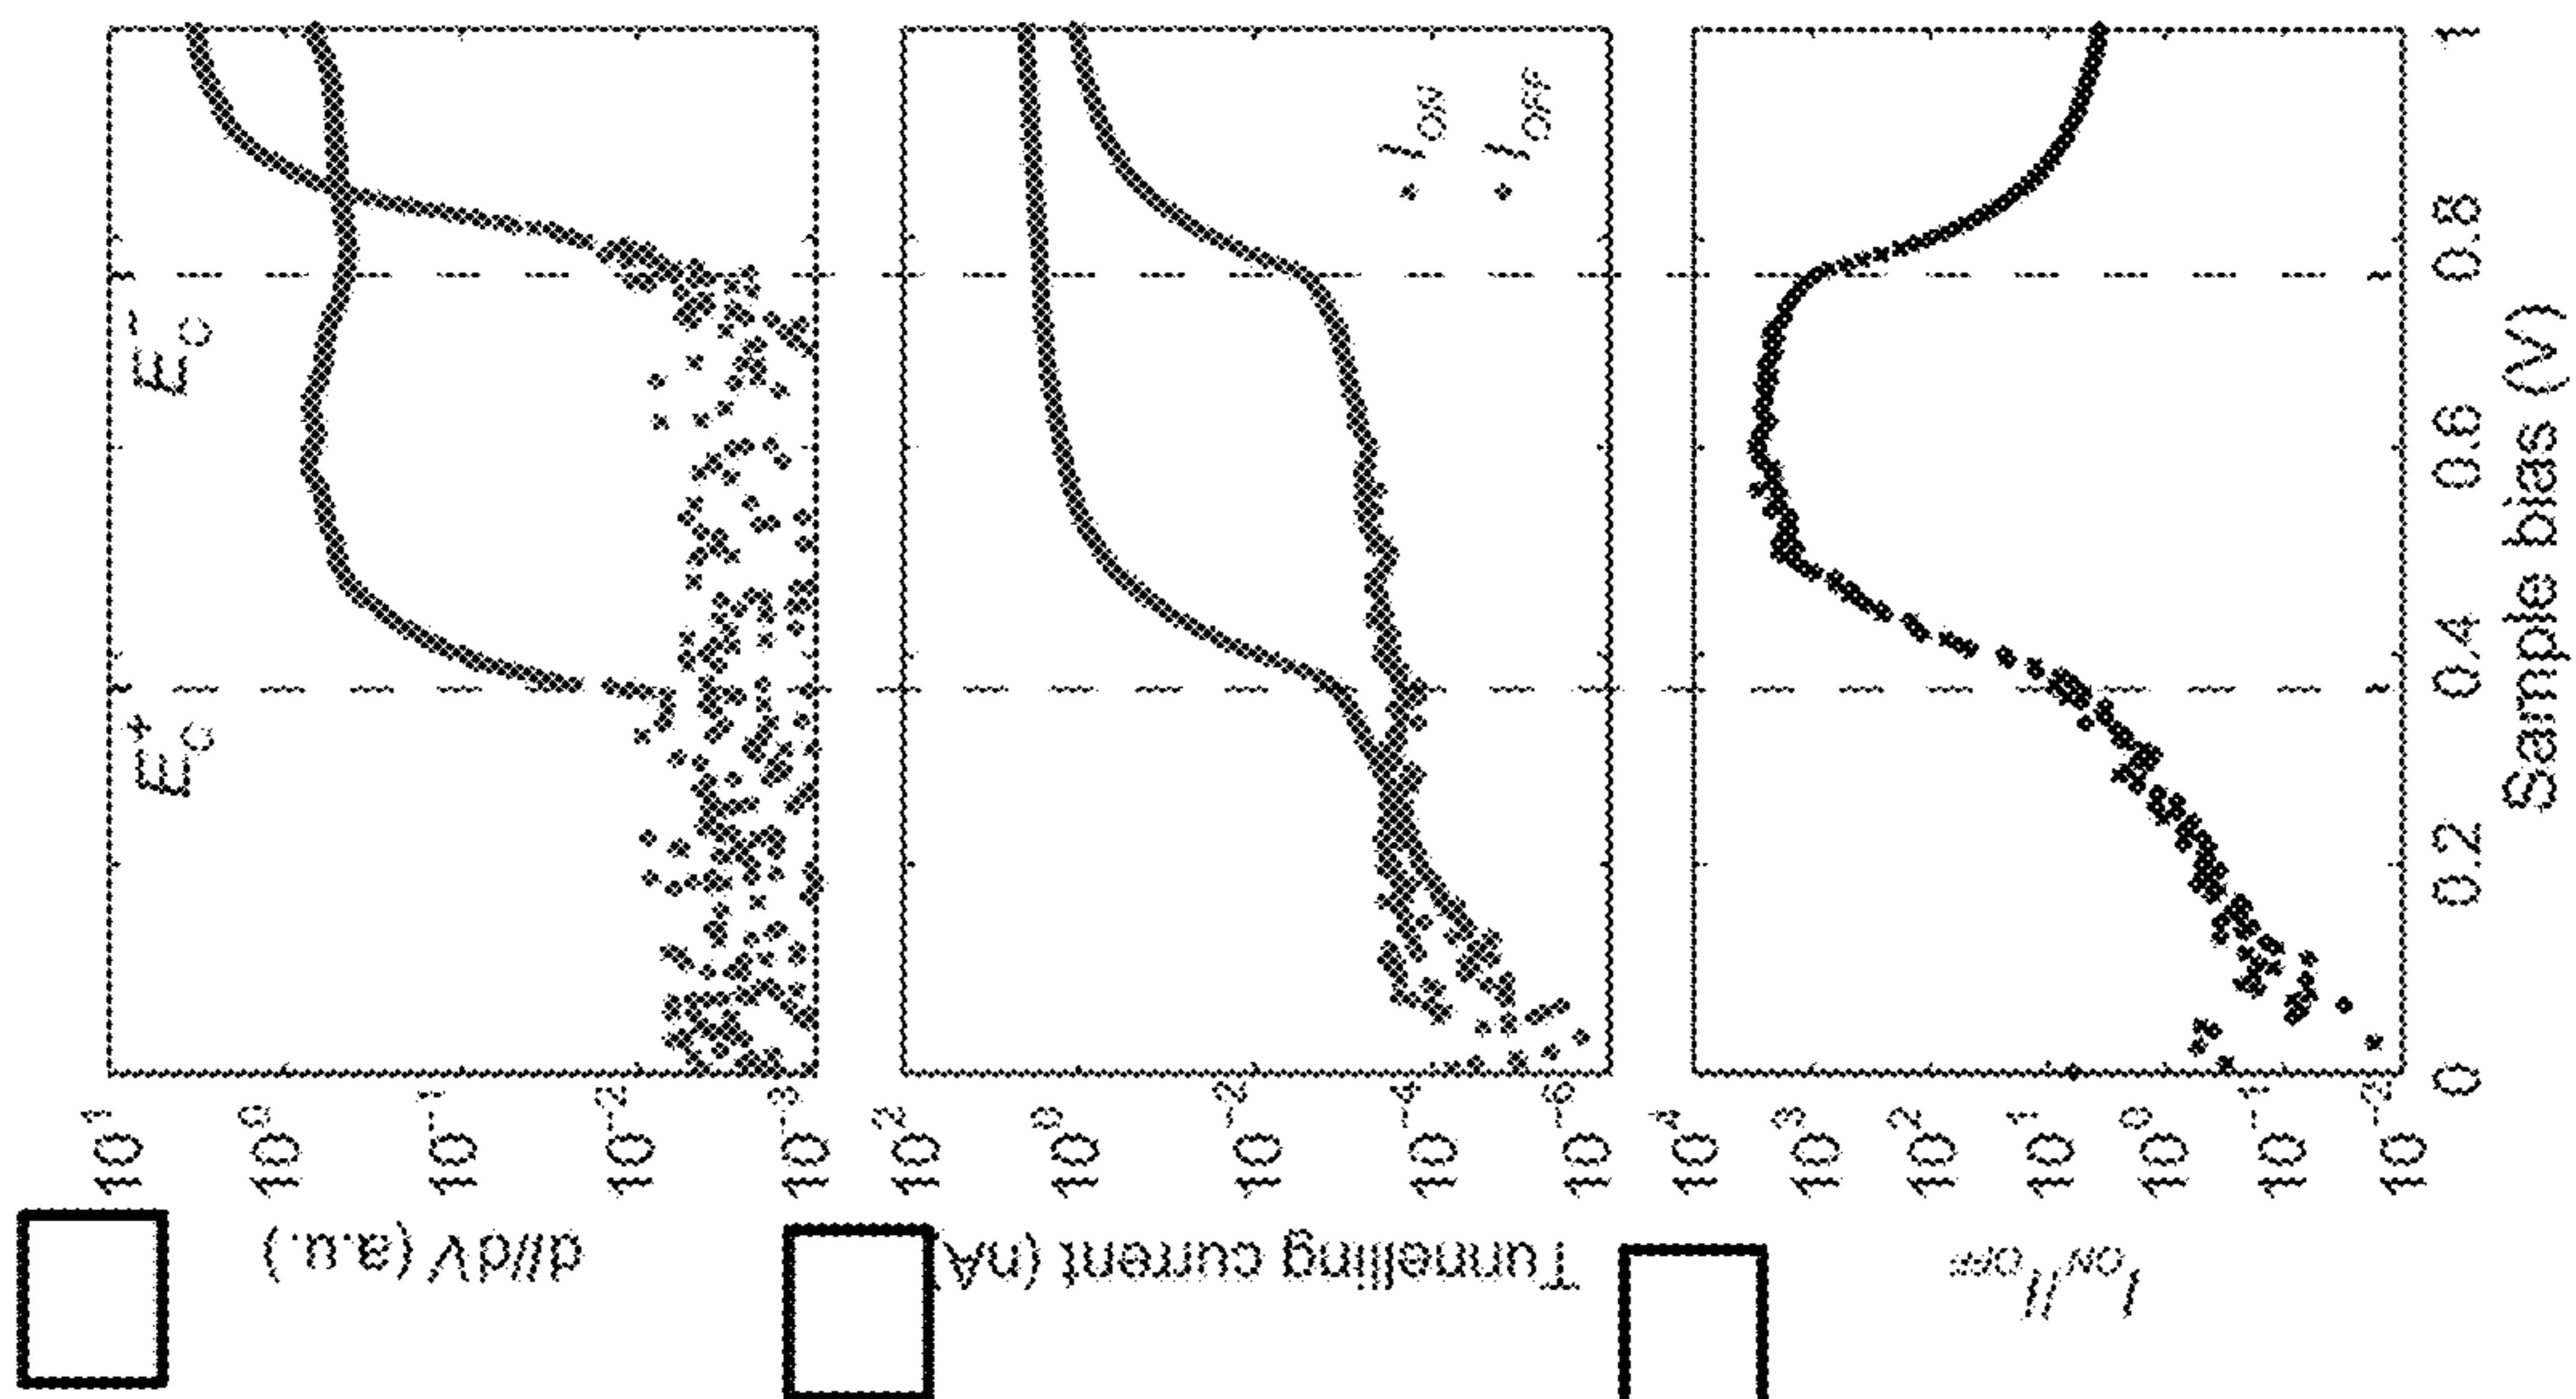 10^1
10^0
10^-1
10^-2
10^-3
dI/dV (a.u.)
E_c^+
E_c^-
10^2
10^0
10^-2
10^-4
10^-6
Tunnelling current (nA)
I_ON
I_OFF
10^4
10^3
10^2
10^1
10^0
10^-1
10^-2
I_ON/I_OFF
0 0.2 0.4 0.6 0.8 1
Sample bias (V)